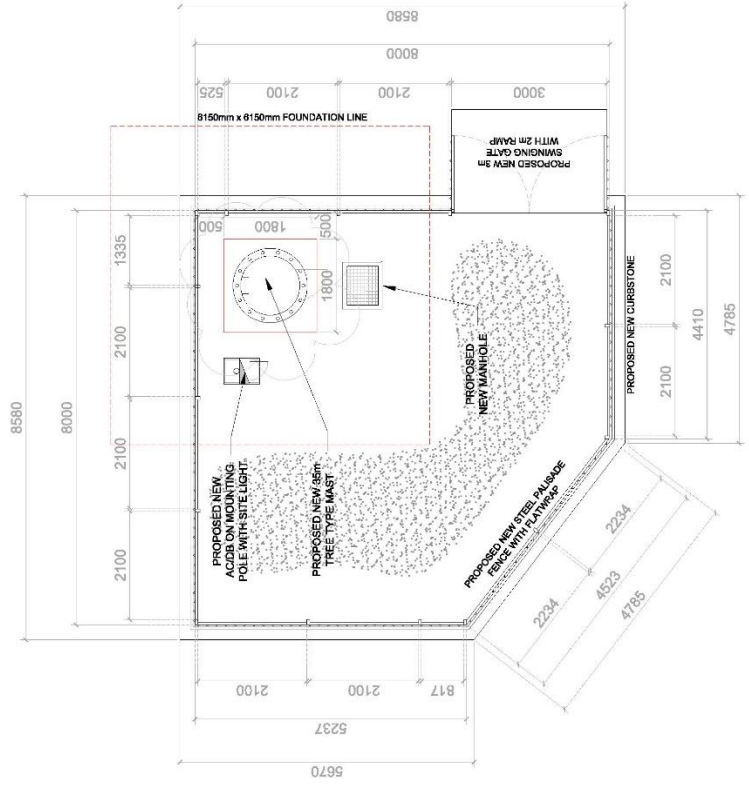 8580
8000
525
2100
2100
3000
6150mm x 6150mm FOUNDATION LINE
PROPOSED NEW 3m
SWINGING GATE
WITH 2m RAMP
8580
8000
1335
2100
2100
2100
500
1800
500
1800
PROPOSED NEW
AC/DB ON MOUNTING
POLE WITH SITE LIGHT
PROPOSED NEW 35m
TREE TYPE MAST
PROPOSED
NEW MANHOLE
PROPOSED NEW STEEL PALISADE
FENCE WITH FLATWRAP
PROPOSED NEW CURBSTONE
2100
2100
4410
4785
2234
2234
4523
4785
2100
2100
817
5237
5670